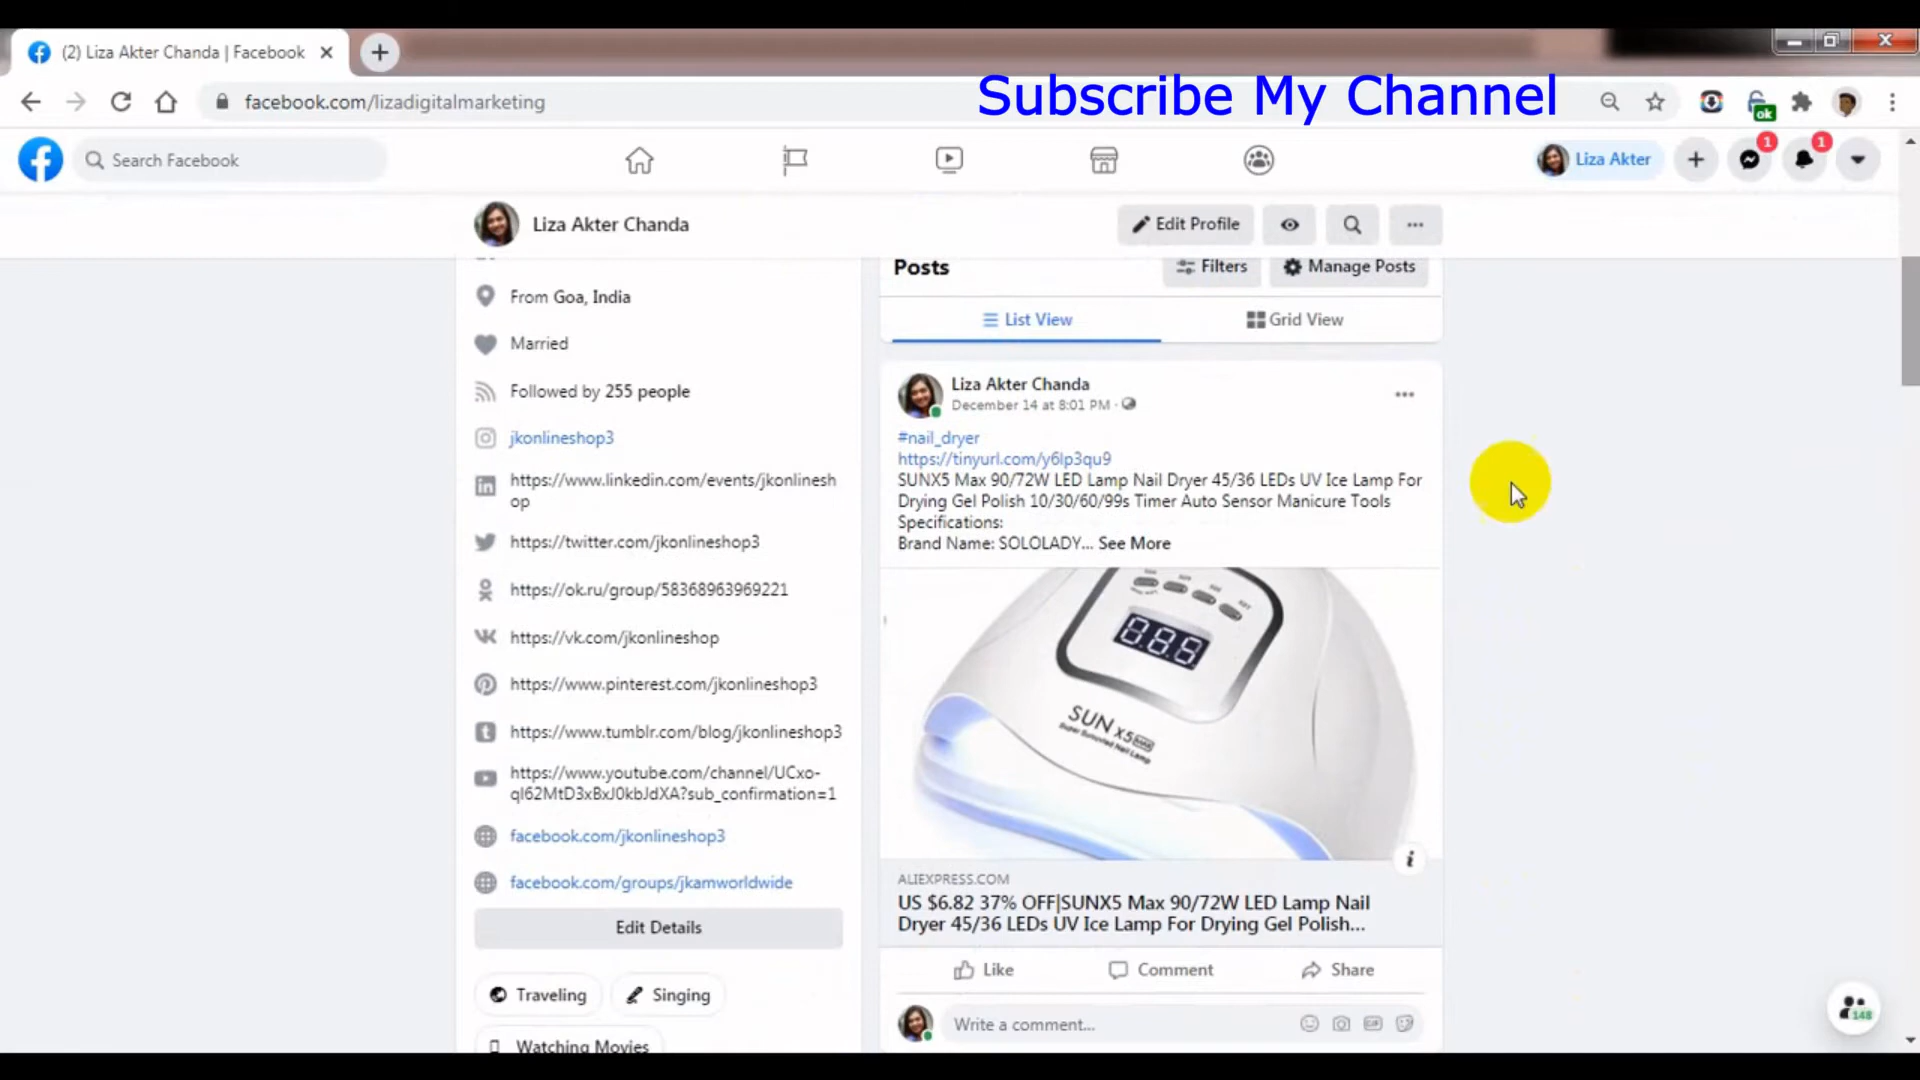 (2) Liza Akter Chanda | Facebook
facebook.com/lizadigitalmarketing
Subscribe My Channel
ok
Search Facebook
Liza Akter
1
1
Liza Akter Chanda
Edit Profile
From Goa, India
Married
Followed by 255 people
jkonlineshop3
https://www.linkedin.com/events/jkonlinesh
op
https://twitter.com/jkonlineshop3
https://ok.ru/group/58368963969221
https://vk.com/jkonlineshop
https://www.pinterest.com/jkonlineshop3
https://www.tumblr.com/blog/jkonlineshop3
https://www.youtube.com/channel/UCxo-
qI62MtD3xBxJ0kbJdXA?sub_confirmation=1
facebook.com/jkonlineshop3
facebook.com/groups/jkamworldwide
Edit Details
Traveling
Singing
Watching Movies
Posts
Filters
Manage Posts
List View
Grid View
Liza Akter Chanda
December 14 at 8:01 PM ·
#nail_dryer
https://tinyurl.com/y6lp3qu9
SUNX5 Max 90/72W LED Lamp Nail Dryer 45/36 LEDs UV Ice Lamp For
Drying Gel Polish 10/30/60/99s Timer Auto Sensor Manicure Tools
Specifications:
Brand Name: SOLOLADY... See More
888
SUN X5 MAX
ALIEXPRESS.COM
US $6.82 37% OFF|SUNX5 Max 90/72W LED Lamp Nail
Dryer 45/36 LEDs UV Ice Lamp For Drying Gel Polish...
Like
Comment
Share
Write a comment...
148